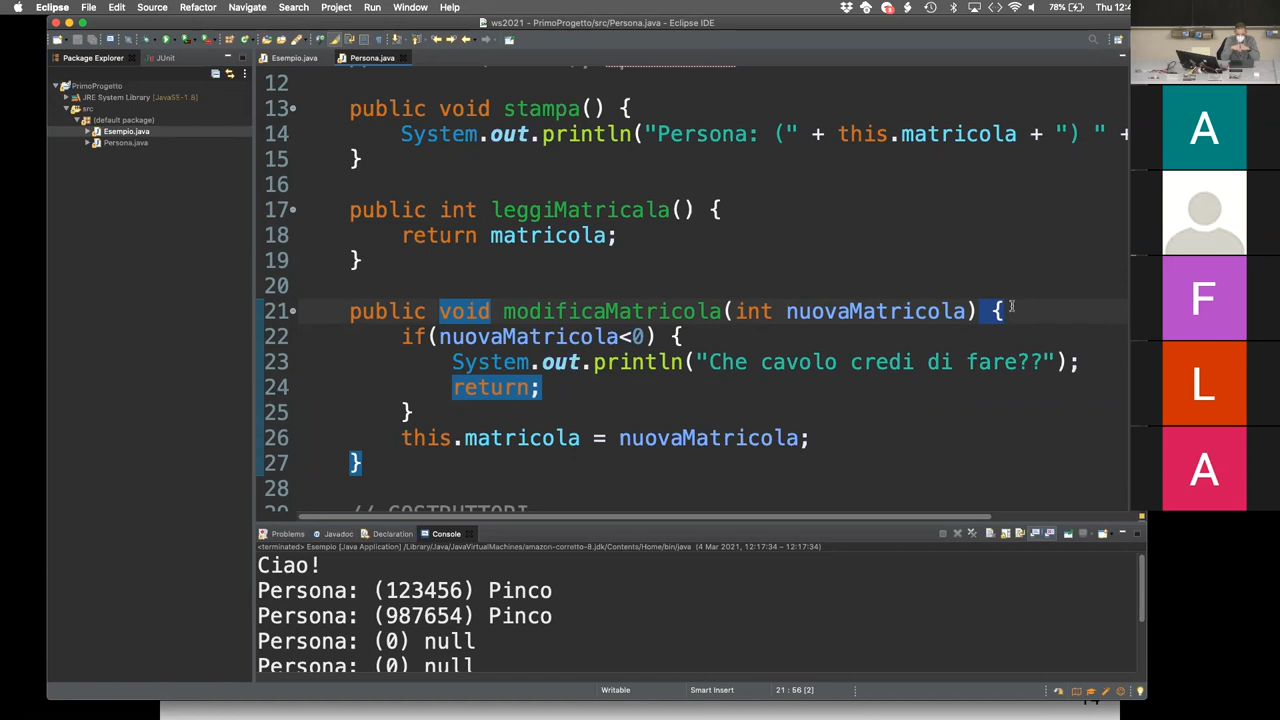 Eclipse File Edit Source Refactor Navigate Search Project Run Window Help 78% Thu 12:4
ws2021 - PrimoProgetto/src/Persona.java - Eclipse IDE
Package Explorer JUnit Esempio.java Persona.java
PrimoProgetto
JRE System Library [JavaSE-1.8]
src
(default package)
Esempio.java
Persona.java
12
13 public void stampa() {
14 System.out.println("Persona: (" + this.matricola + ") " +
15 }
16
17 public int leggiMatricala() {
18 return matricola;
19 }
20
21 public void modificaMatricola(int nuovaMatricola) {
22 if(nuovaMatricola<0) {
23 System.out.println("Che cavolo credi di fare??");
24 return;
25 }
26 this.matricola = nuovaMatricola;
27 }
28
// COSTRUTTORI
Problems Javadoc Declaration Console
<terminated> Esempio [Java Application] /Library/Java/JavaVirtualMachines/amazon-corretto-8.jdk/Contents/Home/bin/java (4 Mar 2021, 12:17:34 – 12:17:34)
Ciao!
Persona: (123456) Pinco
Persona: (987654) Pinco
Persona: (0) null
Persona: (0) null
Writable Smart Insert 21 : 56 [2]
A
F
L
A